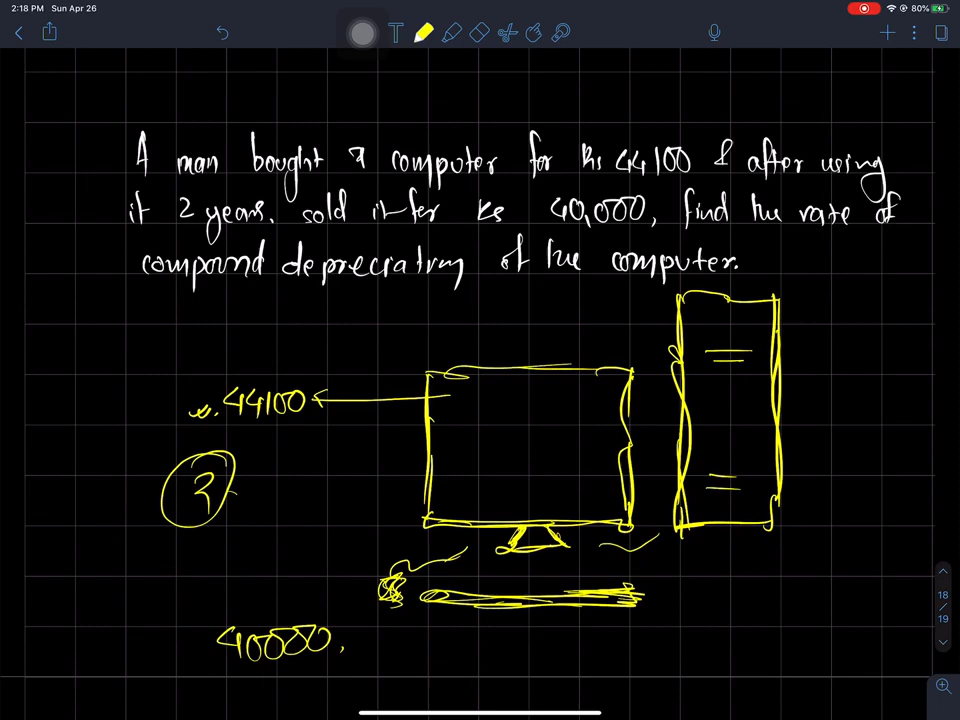 2:18 PM Sun Apr 26
80%
T
A man bought a computer for Rs 44100 & after using
it 2 years. sold it for Rs 40,000, find the rate of
compound depreciation of the computer.
44100
2
40000.
18
/
19